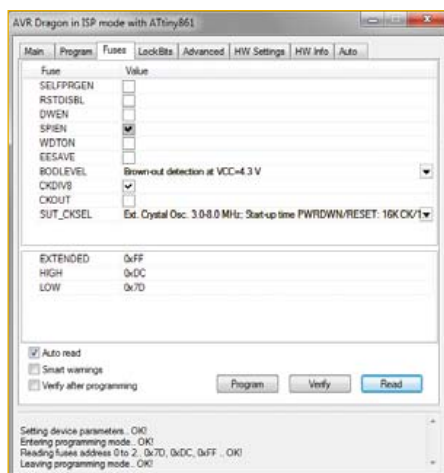 AVR Dragon in ISP mode with ATtiny861
Main Program Fuses LockBits Advanced HW Settings HW Info Auto
Fuse Value
SELFPRGEN
RSTDISBL
DWEN
SPIEN
WDTON
EESAVE
BODLEVEL Brown-out detection at VCC=4.3 V
CKDIV8
CKOUT
SUT_CKSEL Ext. Crystal Osc. 3.0-8.0 MHz; Start-up time PWRDWN/RESET: 16K CK/1
EXTENDED 0xFF
HIGH 0xDC
LOW 0x7D
Auto read
Smart warnings
Verify after programming
Program Verify Read
Setting device parameters.. OK!
Entering programming mode.. OK!
Reading fuses address 0 to 2.. 0x7D, 0xDC, 0xFF .. OK!
Leaving programming mode.. OK!